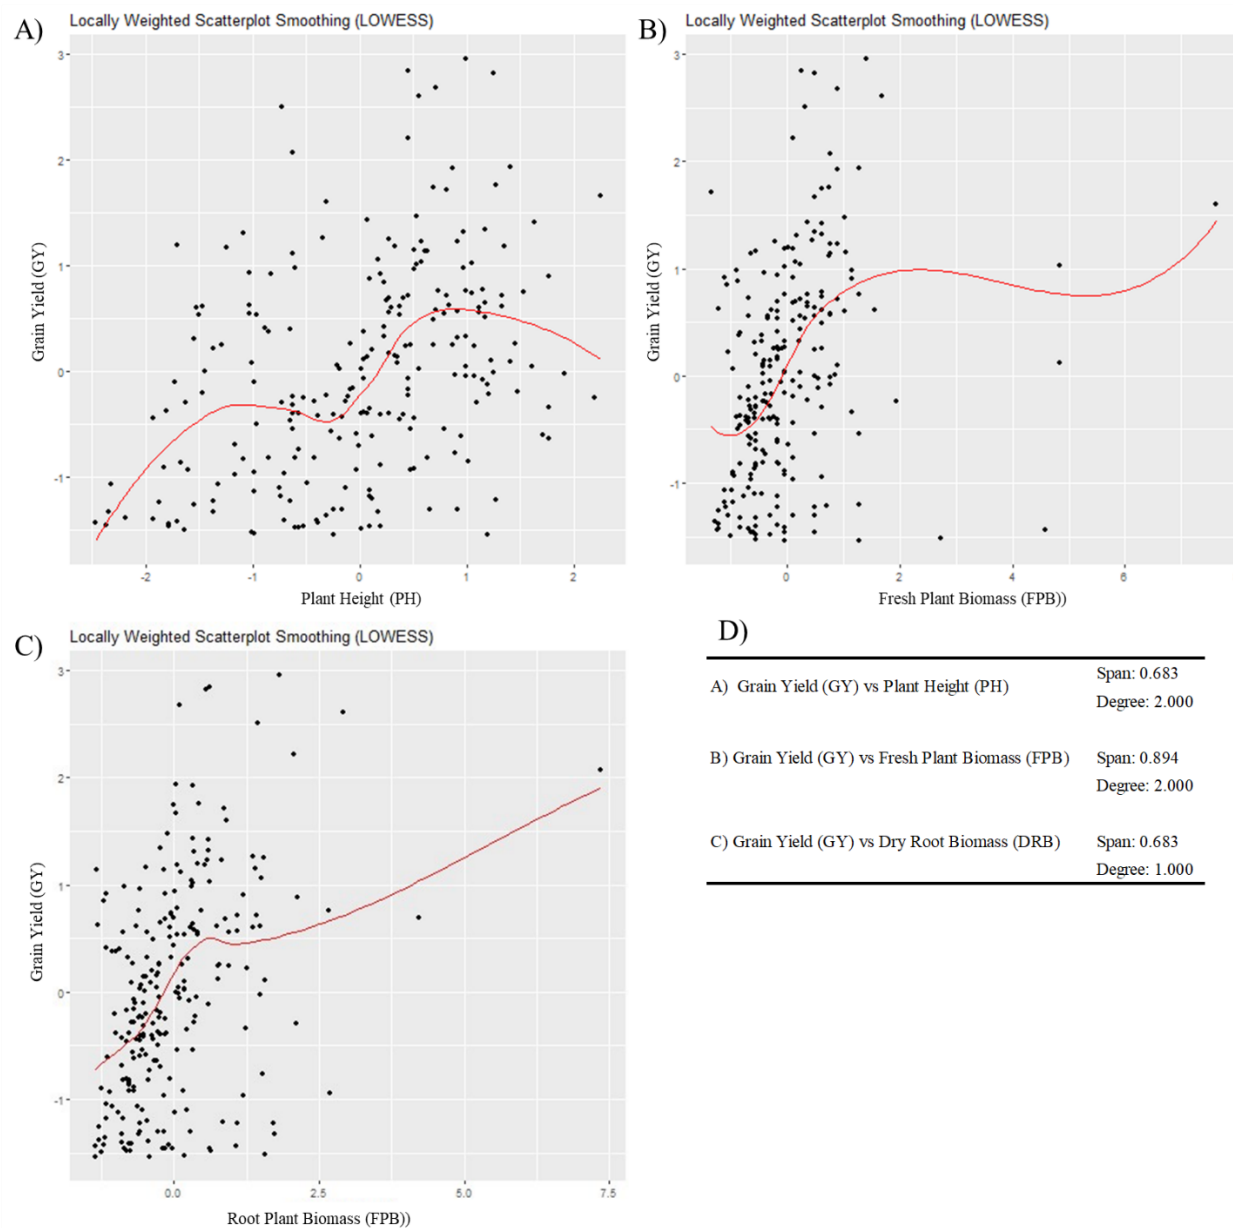 A)
Locally Weighted Scatterplot Smoothing (LOWESS)
Grain Yield (GY)
3
2
1
0
-1
-2
-1
0
1
2
Plant Height (PH)
B)
Locally Weighted Scatterplot Smoothing (LOWESS)
Grain Yield (GY)
3
2
1
0
-1
0
2
4
6
Fresh Plant Biomass (FPB))
C)
Locally Weighted Scatterplot Smoothing (LOWESS)
Grain Yield (GY)
3
2
1
0
-1
0.0
2.5
5.0
7.5
Root Plant Biomass (FPB))
D)
A) Grain Yield (GY) vs Plant Height (PH)
Span: 0.683
Degree: 2.000
B) Grain Yield (GY) vs Fresh Plant Biomass (FPB)
Span: 0.894
Degree: 2.000
C) Grain Yield (GY) vs Dry Root Biomass (DRB)
Span: 0.683
Degree: 1.000